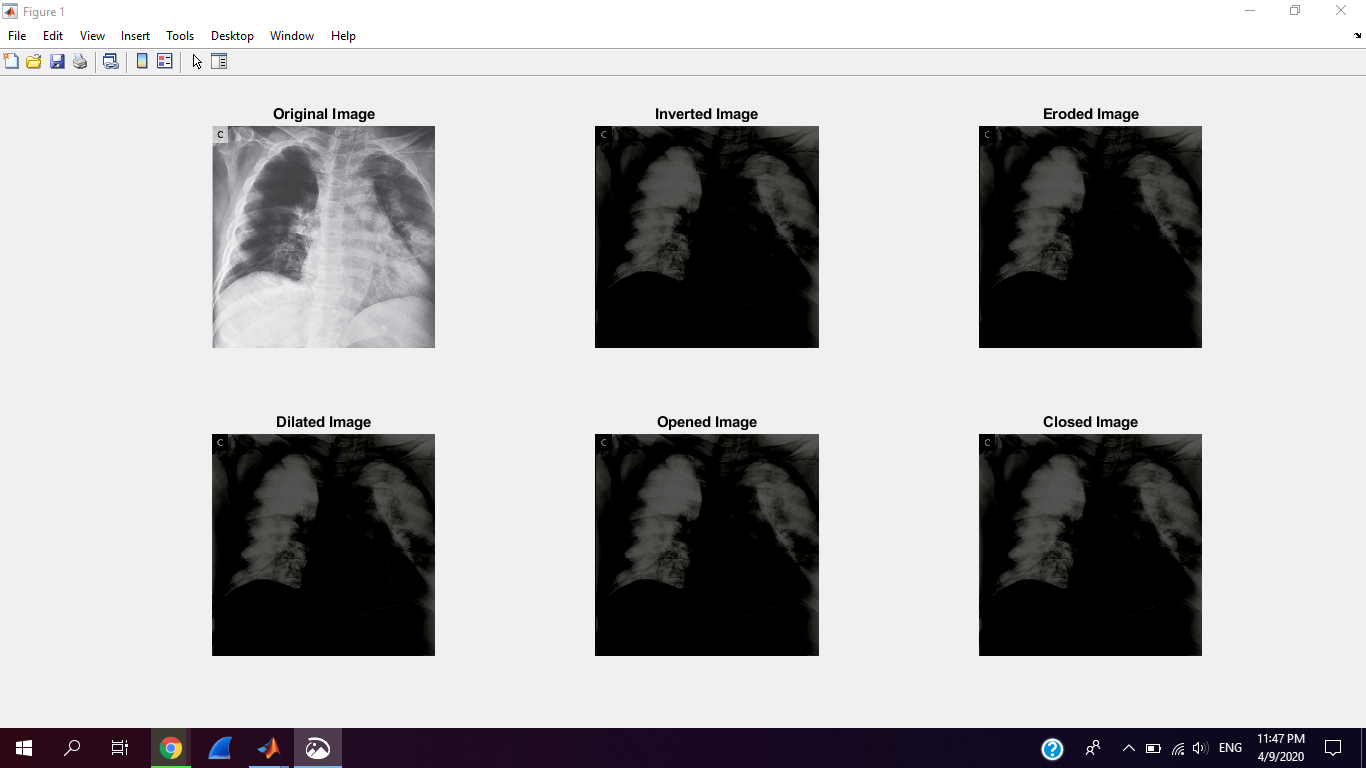 Figure 1
File Edit View Insert Tools Desktop Window Help
Original Image Inverted Image Eroded Image
C C C
Dilated Image Opened Image Closed Image
C C C
ENG
11:47 PM
4/9/2020